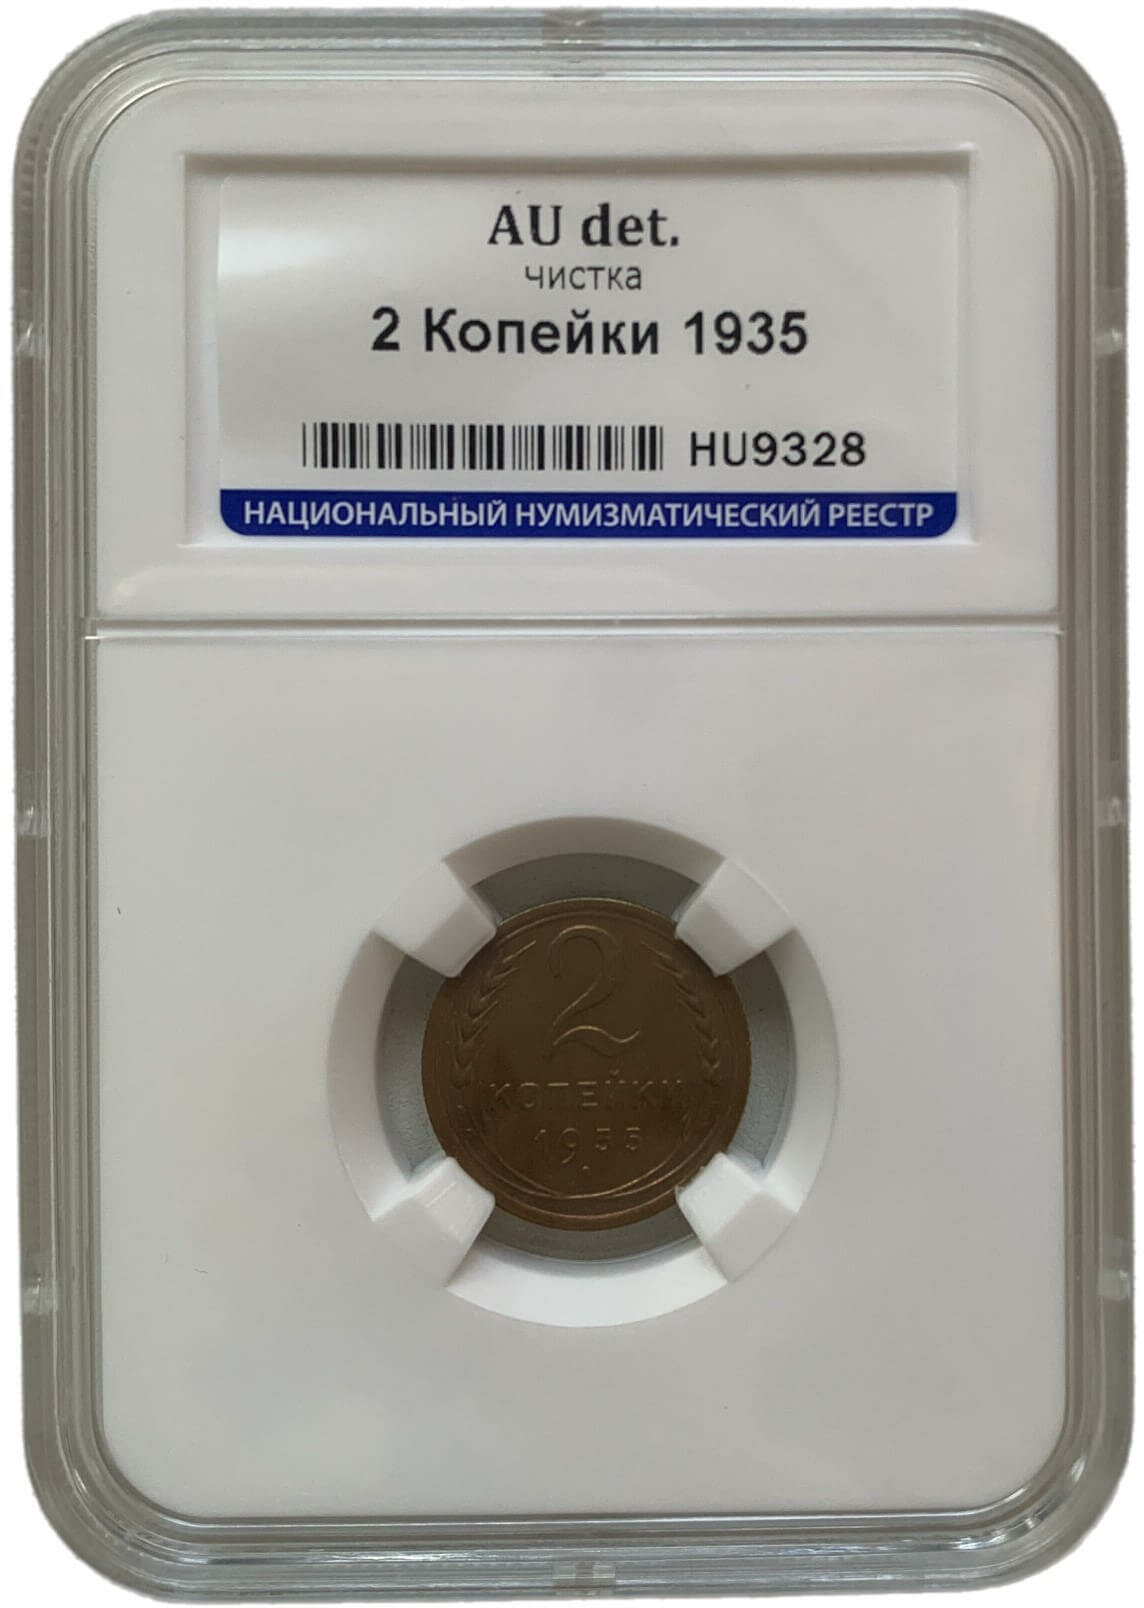 AU det.
чистка
2 Копейки 1935
HU9328
НАЦИОНАЛЬНЫЙ НУМИЗМАТИЧЕСКИЙ РЕЕСТР
2
КОПЕЙКИ
1935